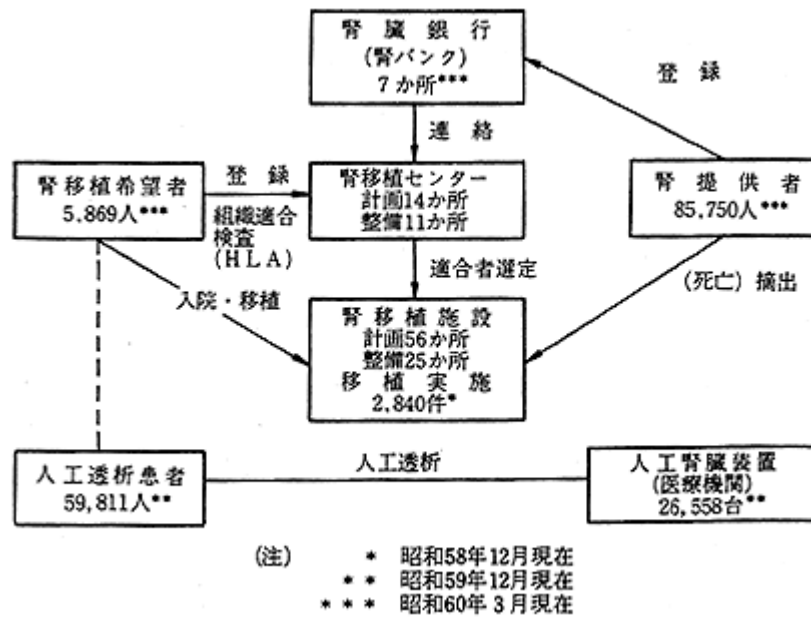 腎臓銀行
(腎バンク)
7か所***
登録
連絡
腎移植希望者
5,869人***
登録
組織適合
検査
(HLA)
腎移植センター
計画14か所
整備11か所
腎提供者
85,750人***
適合者選定
入院・移植
(死亡) 摘出
腎移植施設
計画56か所
整備25か所
移植実施
2,840件*
人工透析患者
59,811人**
人工透析
人工腎臓装置
(医療機関)
26,558台**
(注) * 昭和58年12月現在
** 昭和59年12月現在
*** 昭和60年3月現在